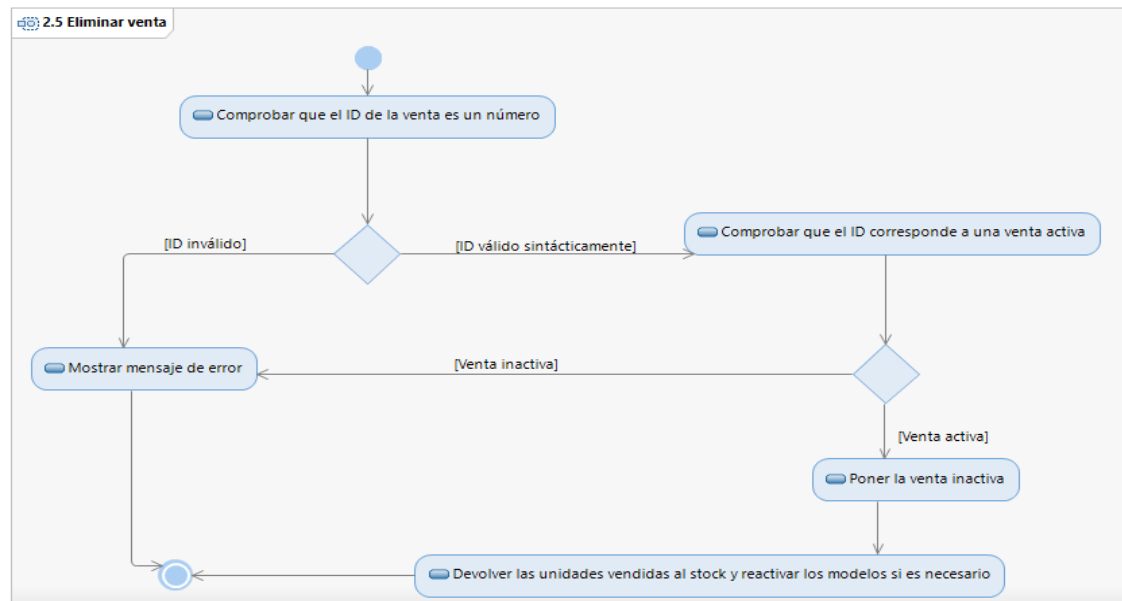 2.5 Eliminar venta
Comprobar que el ID de la venta es un número
[ID inválido]
[ID válido sintácticamente]
Comprobar que el ID corresponde a una venta activa
Mostrar mensaje de error
[Venta inactiva]
[Venta activa]
Poner la venta inactiva
Devolver las unidades vendidas al stock y reactivar los modelos si es necesario